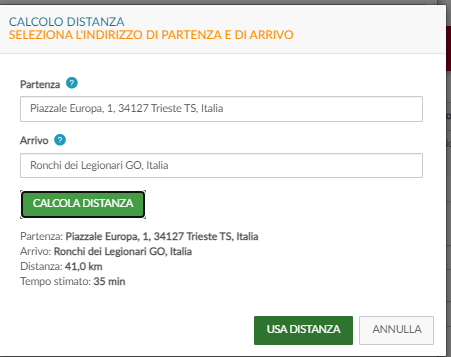 CALCOLO DISTANZA
SELEZIONA L'INDIRIZZO DI PARTENZA E DI ARRIVO
Partenza ?
Piazzale Europa, 1, 34127 Trieste TS, Italia
Arrivo ?
Ronchi dei Legionari GO, Italia
CALCOLA DISTANZA
Partenza: Piazzale Europa, 1, 34127 Trieste TS, Italia
Arrivo: Ronchi dei Legionari GO, Italia
Distanza: 41,0 km
Tempo stimato: 35 min
USA DISTANZA ANNULLA